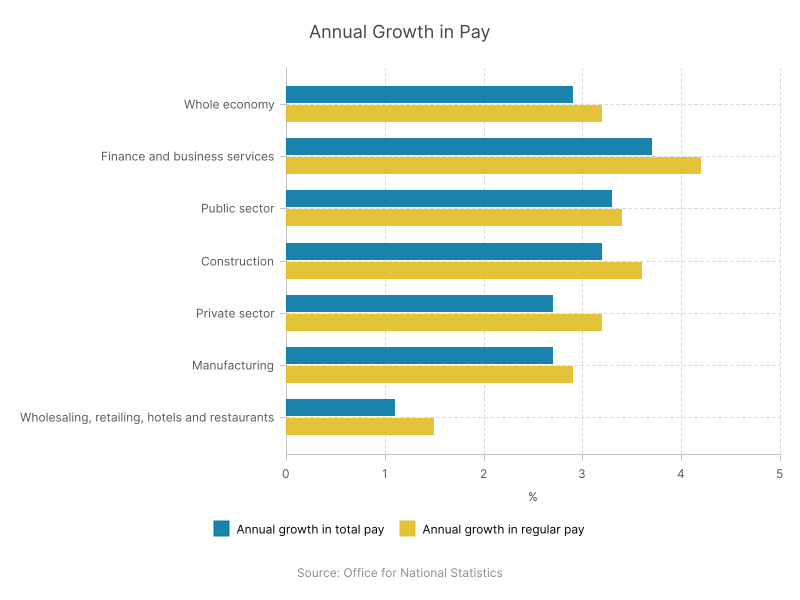 Annual Growth in Pay
Whole economy
Finance and business services
Public sector
Construction
Private sector
Manufacturing
Wholesaling, retailing, hotels and restaurants
0 1 2 3 4 5
%
Annual growth in total pay Annual growth in regular pay
Source: Office for National Statistics